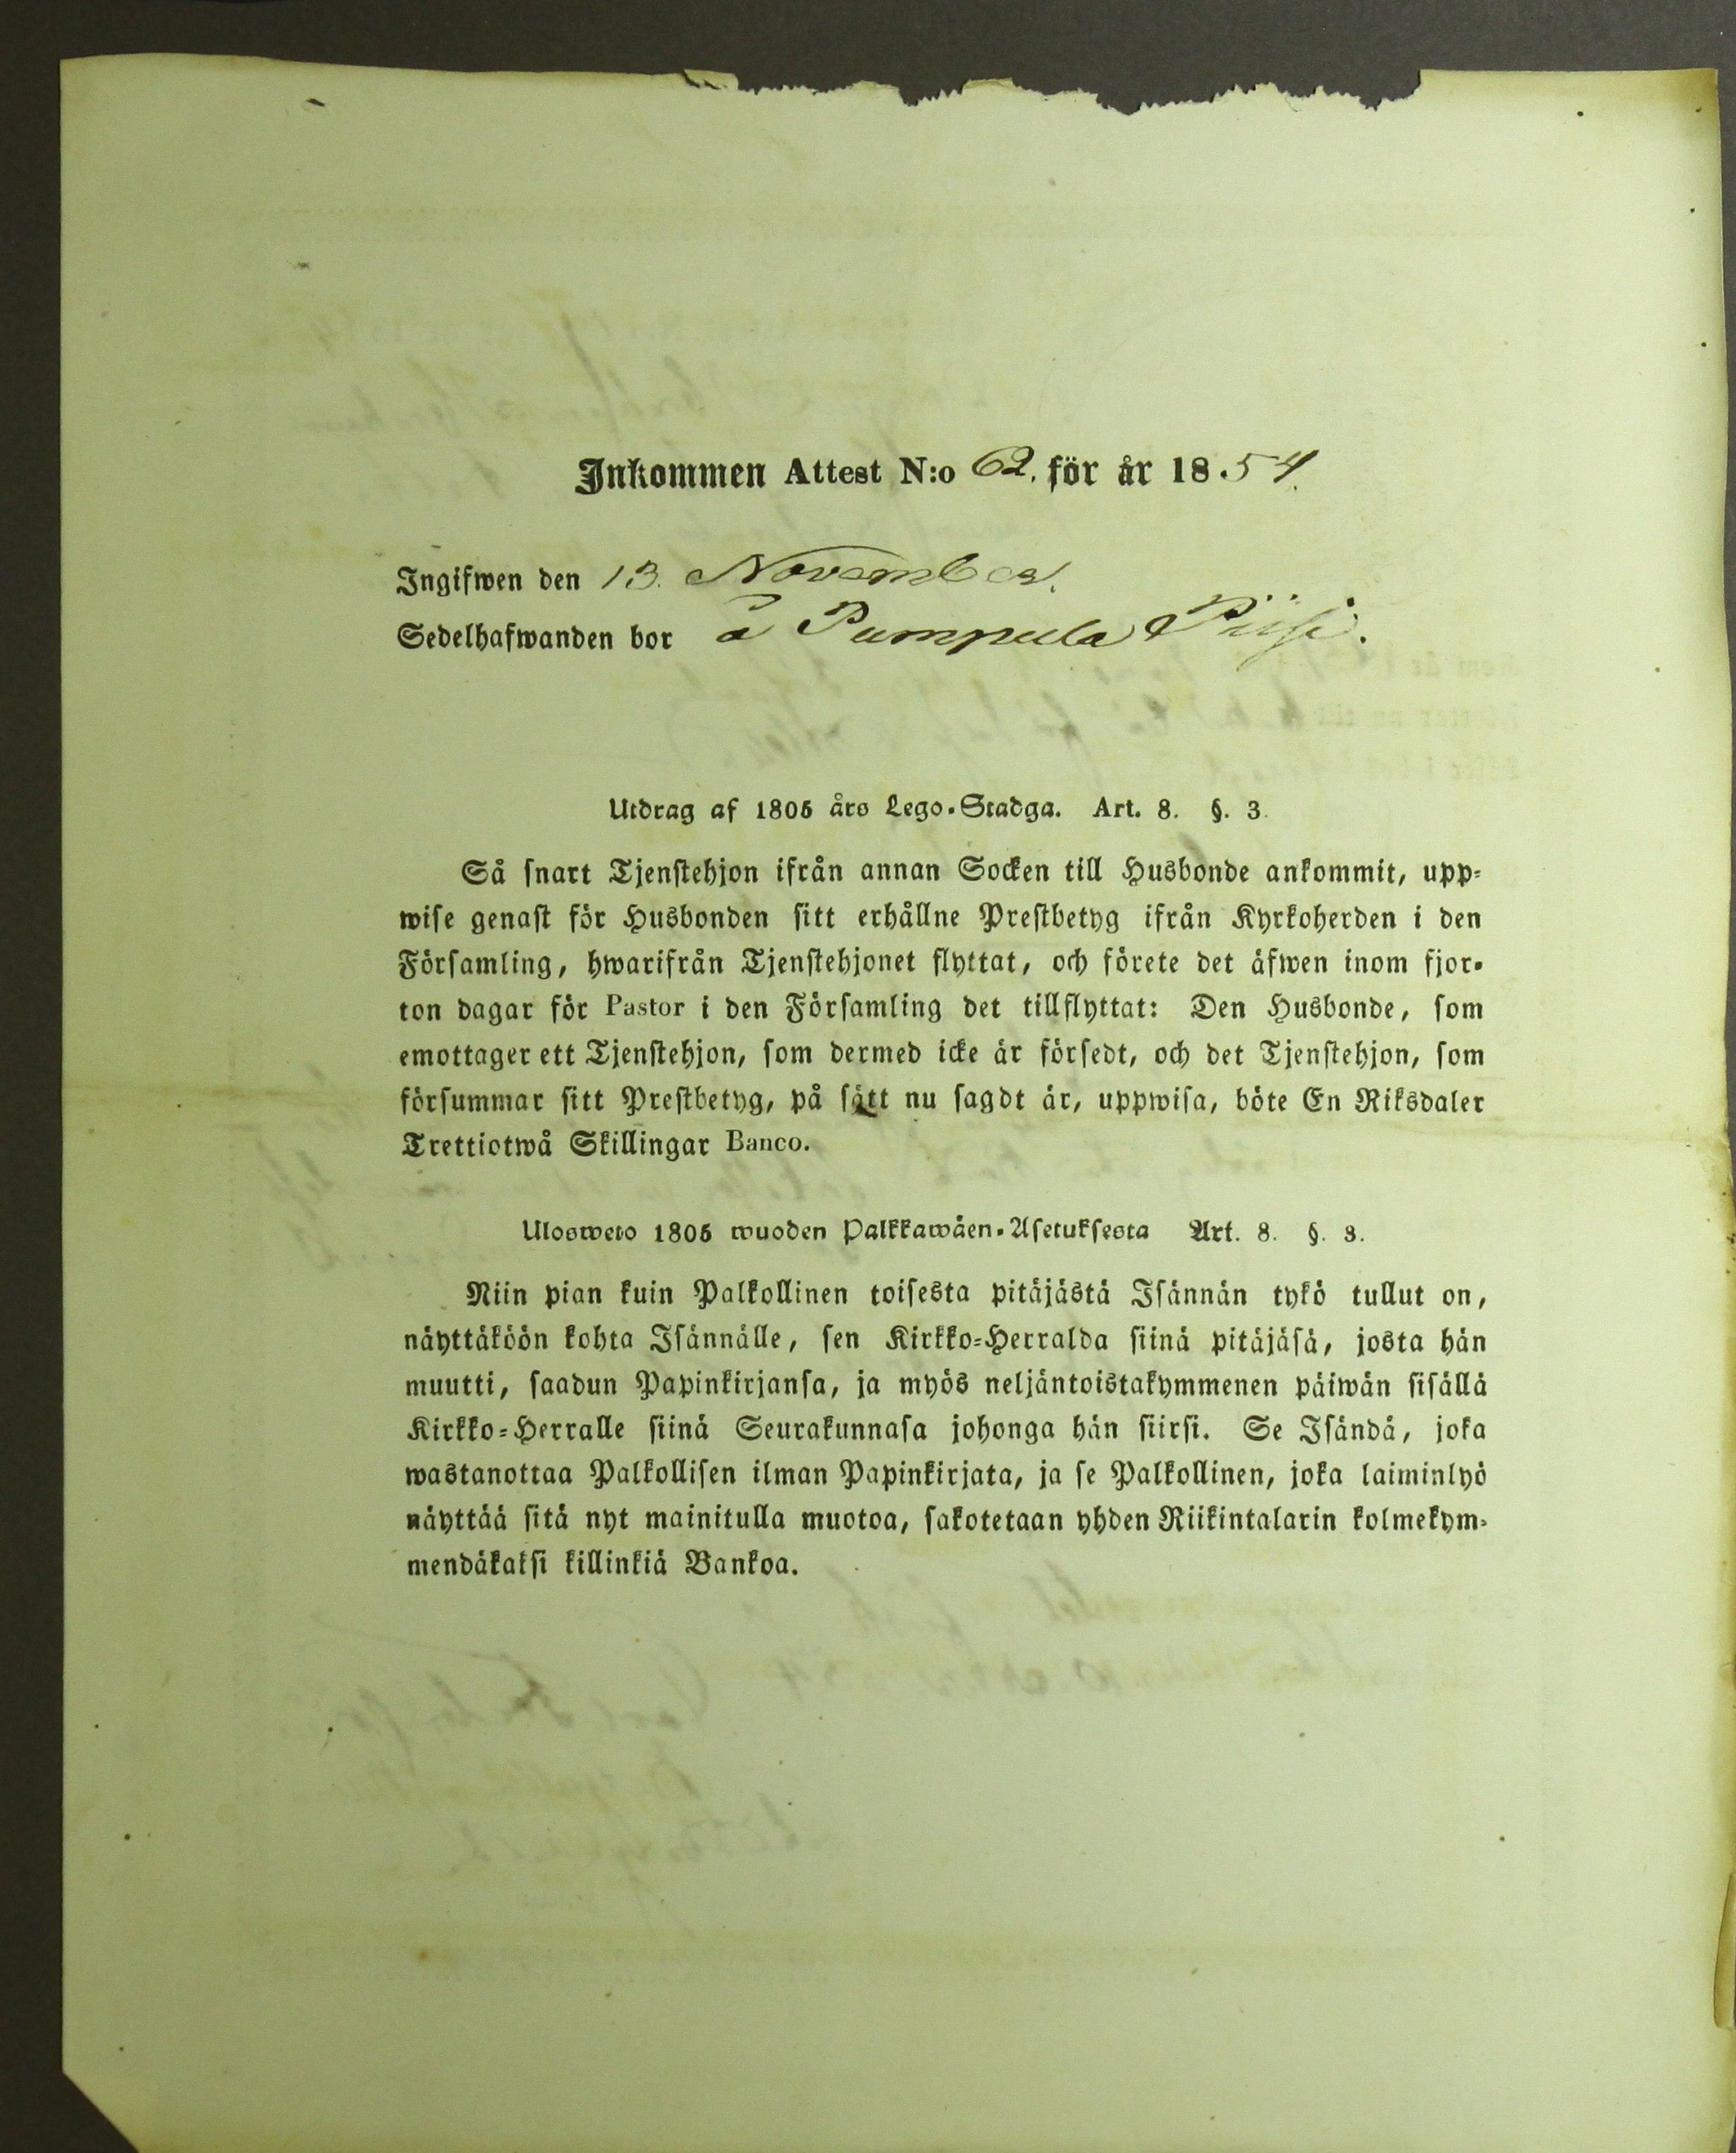 Inkommen Attest N:o 62. för år 1854.
Ingifwen den 13. November.
Sedelhafwanden bor å Pumpula Piisi.
Utdrag af 1805 års Lego-Stadga. Art. 8. §. 3.
Så snart Tjenstehjon ifrån annan Socken till Husbonde ankommit, upp-
wise genast för Husbonden sitt erhållne Prestbetyg ifrån Kyrkoherden i den
Församling, hwarifrån Tjenstehjonet flyttat, och förete det äfwen inom fjor-
ton dagar för Pastor i den Församling det tillflyttat: Den Husbonde, som
emottager ett Tjenstehjon, som dermed icke är försedt, och det Tjenstehjon, som
försummar sitt Prestbetyg, på sätt nu sagdt är, uppwisa, böte En Riksdaler
Trettiotwå Skillingar Banco.
Ulosweto 1805 wuoden Palkkawäen-Asetuksesta Art. 8. §. 3.
Niin pian kuin Palkollinen toisesta pitäjästä Isännän tykö tullut on,
näyttäköön kohta Isännälle, sen Kirkko-Herralda siinä pitäjäsä, josta hän
muutti, saadun Papinkirjansa, ja myös neljäntoistakymmenen päiwän sisällä
Kirkko-Herralle siinä Seurakunnasa johonga hän siirsi. Se Isändä, joka
wastanottaa Palkollisen ilman Papinkirjata, ja se Palkollinen, joka laiminlyö
näyttää sitä nyt mainitulla muotoa, sakotetaan yhden Riikintalarin kolmekym-
mendäkaksi killinkiä Bankoa.